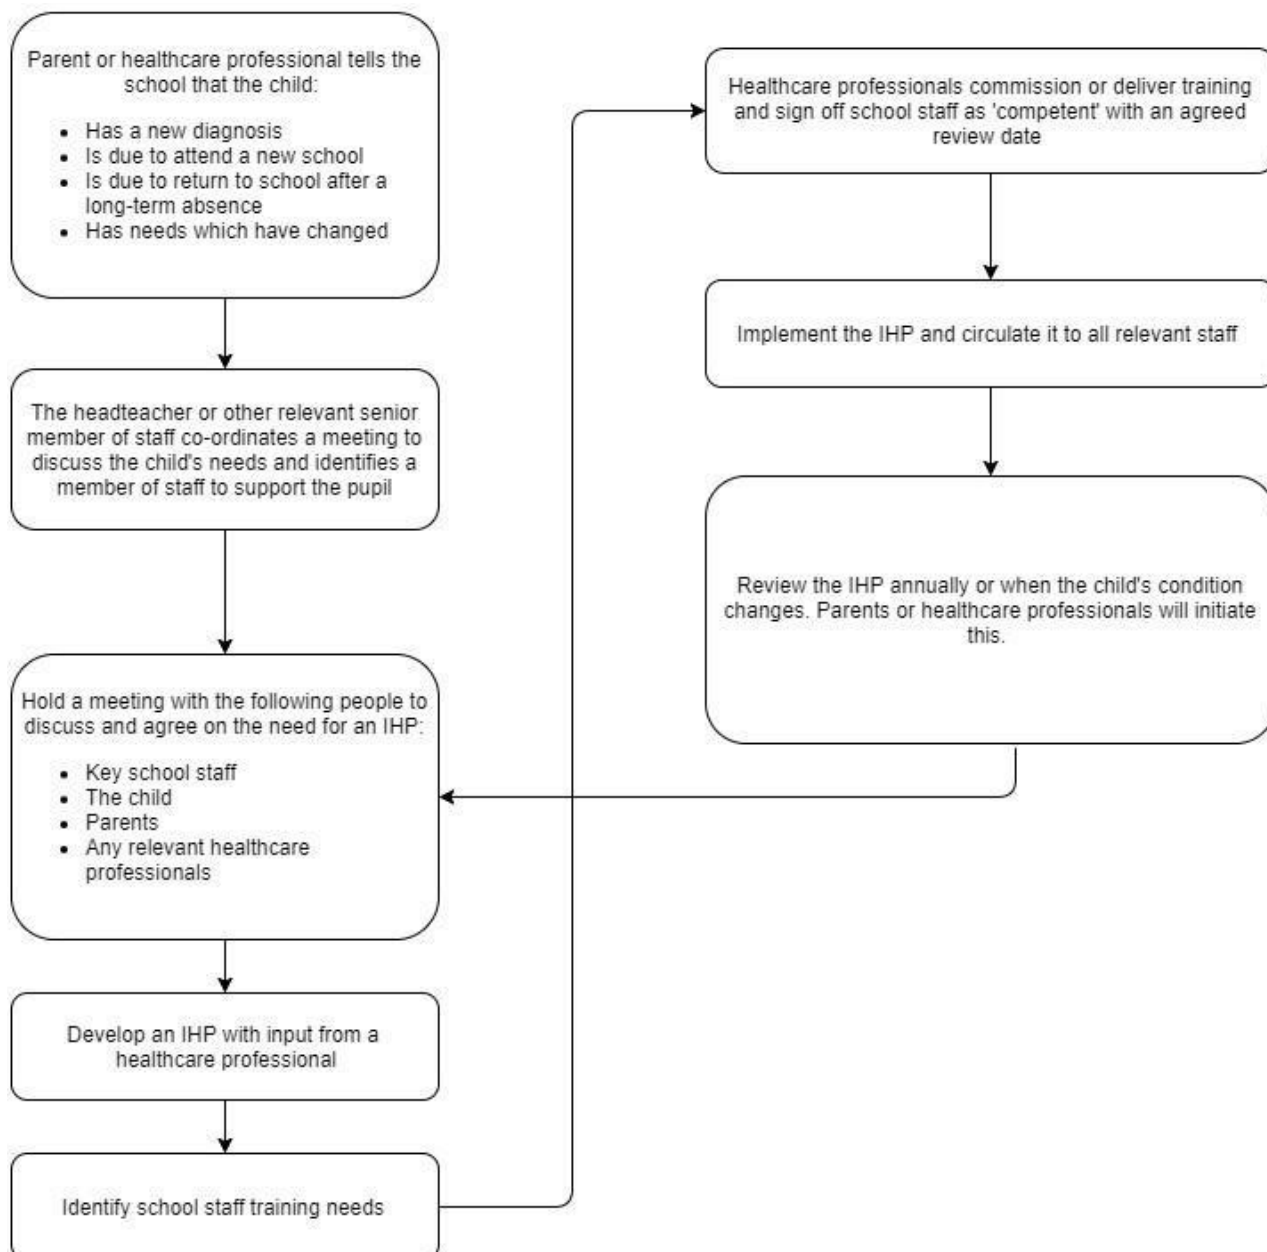 Parent or healthcare professional tells the
school that the child:
• Has a new diagnosis
• Is due to attend a new school
• Is due to return to school after a
long-term absence
• Has needs which have changed
The headteacher or other relevant senior
member of staff co-ordinates a meeting to
discuss the child's needs and identifies a
member of staff to support the pupil
Hold a meeting with the following people to
discuss and agree on the need for an IHP:
• Key school staff
• The child
• Parents
• Any relevant healthcare
professionals
Develop an IHP with input from a
healthcare professional
Identify school staff training needs
Healthcare professionals commission or deliver training
and sign off school staff as 'competent' with an agreed
review date
Implement the IHP and circulate it to all relevant staff
Review the IHP annually or when the child's condition
changes. Parents or healthcare professionals will initiate
this.